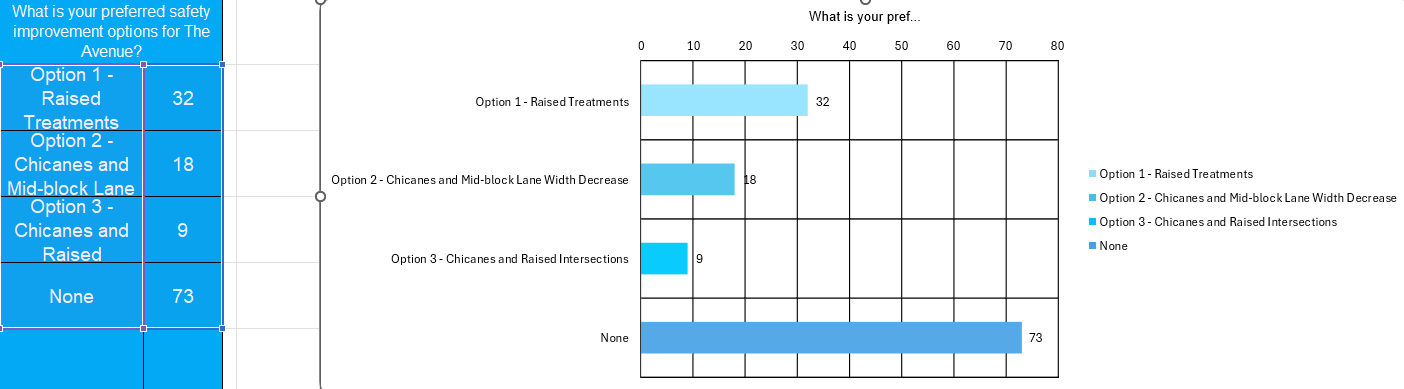 What is your preferred safety
improvement options for The
Avenue?
Option 1 -
Raised
Treatments
32
Option 2 -
Chicanes and
Mid-block Lane
18
Option 3 -
Chicanes and
Raised
9
None
73
What is your pref...
0 10 20 30 40 50 60 70 80
Option 1 - Raised Treatments
32
Option 2 - Chicanes and Mid-block Lane Width Decrease
18
Option 3 - Chicanes and Raised Intersections
9
None
73
Option 1 - Raised Treatments
Option 2 - Chicanes and Mid-block Lane Width Decrease
Option 3 - Chicanes and Raised Intersections
None